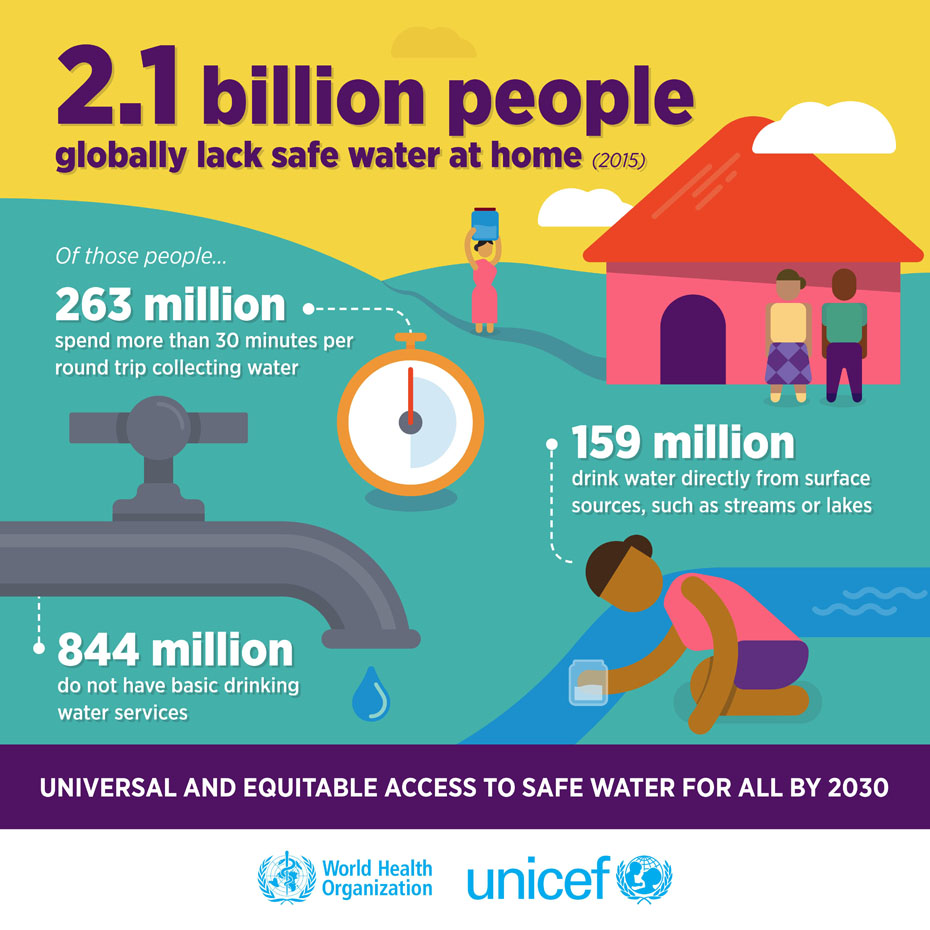 2.1 billion people
globally lack safe water at home (2015)
Of those people...
263 million
spend more than 30 minutes per
round trip collecting water
159 million
drink water directly from surface
sources, such as streams or lakes
844 million
do not have basic drinking
water services
UNIVERSAL AND EQUITABLE ACCESS TO SAFE WATER FOR ALL BY 2030
World Health
Organization
unicef